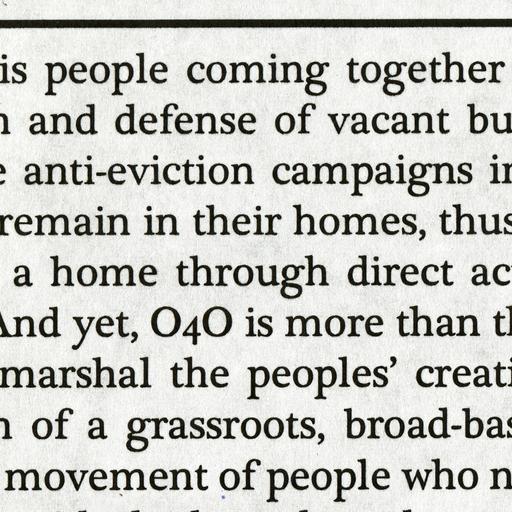 is people coming together
and defense of vacant bu
anti-eviction campaigns in
remain in their homes, thus
a home through direct ac
And yet, O4O is more than th
marshal the peoples' creati
of a grassroots, broad-bas
movement of people who n